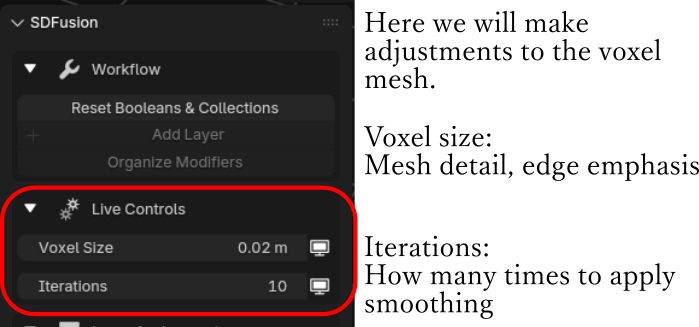 SDFusion
Workflow
Reset Booleans & Collections
Add Layer
Organize Modifiers
Live Controls
Voxel Size 0.02 m
Iterations 10
Here we will make
adjustments to the voxel
mesh.
Voxel size:
Mesh detail, edge emphasis
Iterations:
How many times to apply
smoothing